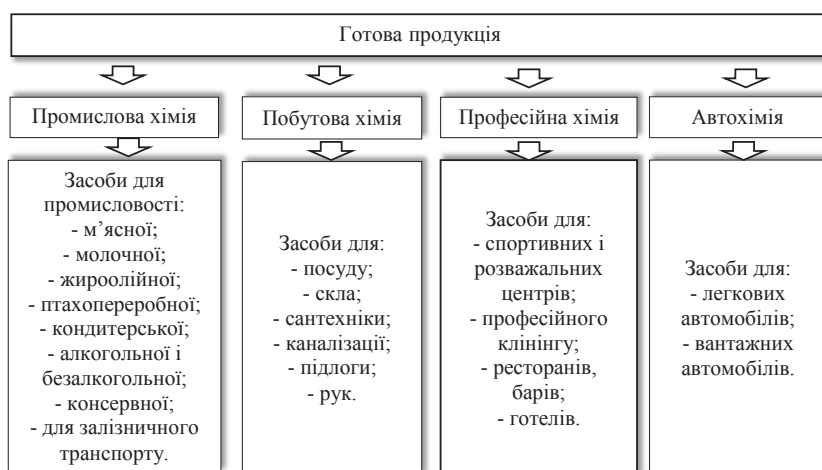 Готова продукція
Промислова хімія
Побутова хімія
Професійна хімія
Автохімія
Засоби для
промисловості:
- м’ясної;
- молочної;
- жироолійної;
- птахопереробної;
- кондитерської;
- алкогольної і
безалкогольної;
- консервної;
- для залізничного
транспорту.
Засоби для:
- посуду;
- скла;
- сантехніки;
- каналізації;
- підлоги;
- рук.
Засоби для:
- спортивних і
розважальних
центрів;
- професійного
клінінгу;
- ресторанів,
барів;
- готелів.
Засоби для:
- легкових
автомобілів;
- вантажних
автомобілів.